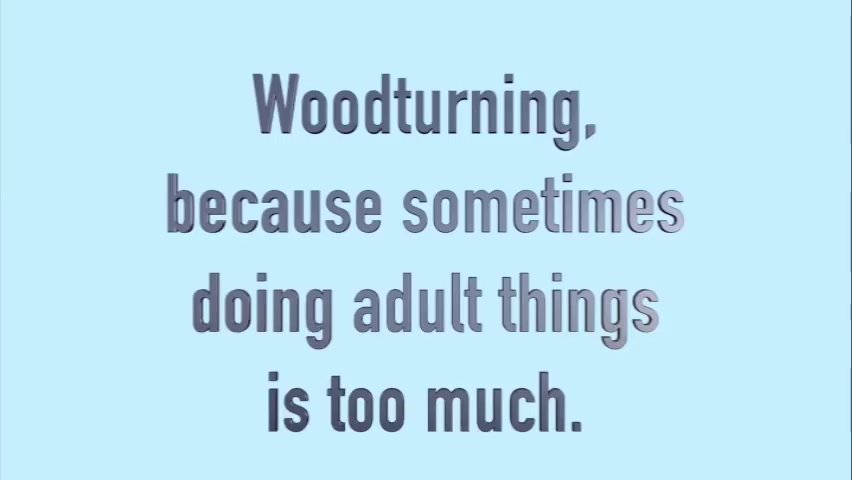 Woodturning,
because sometimes
doing adult things
is too much.